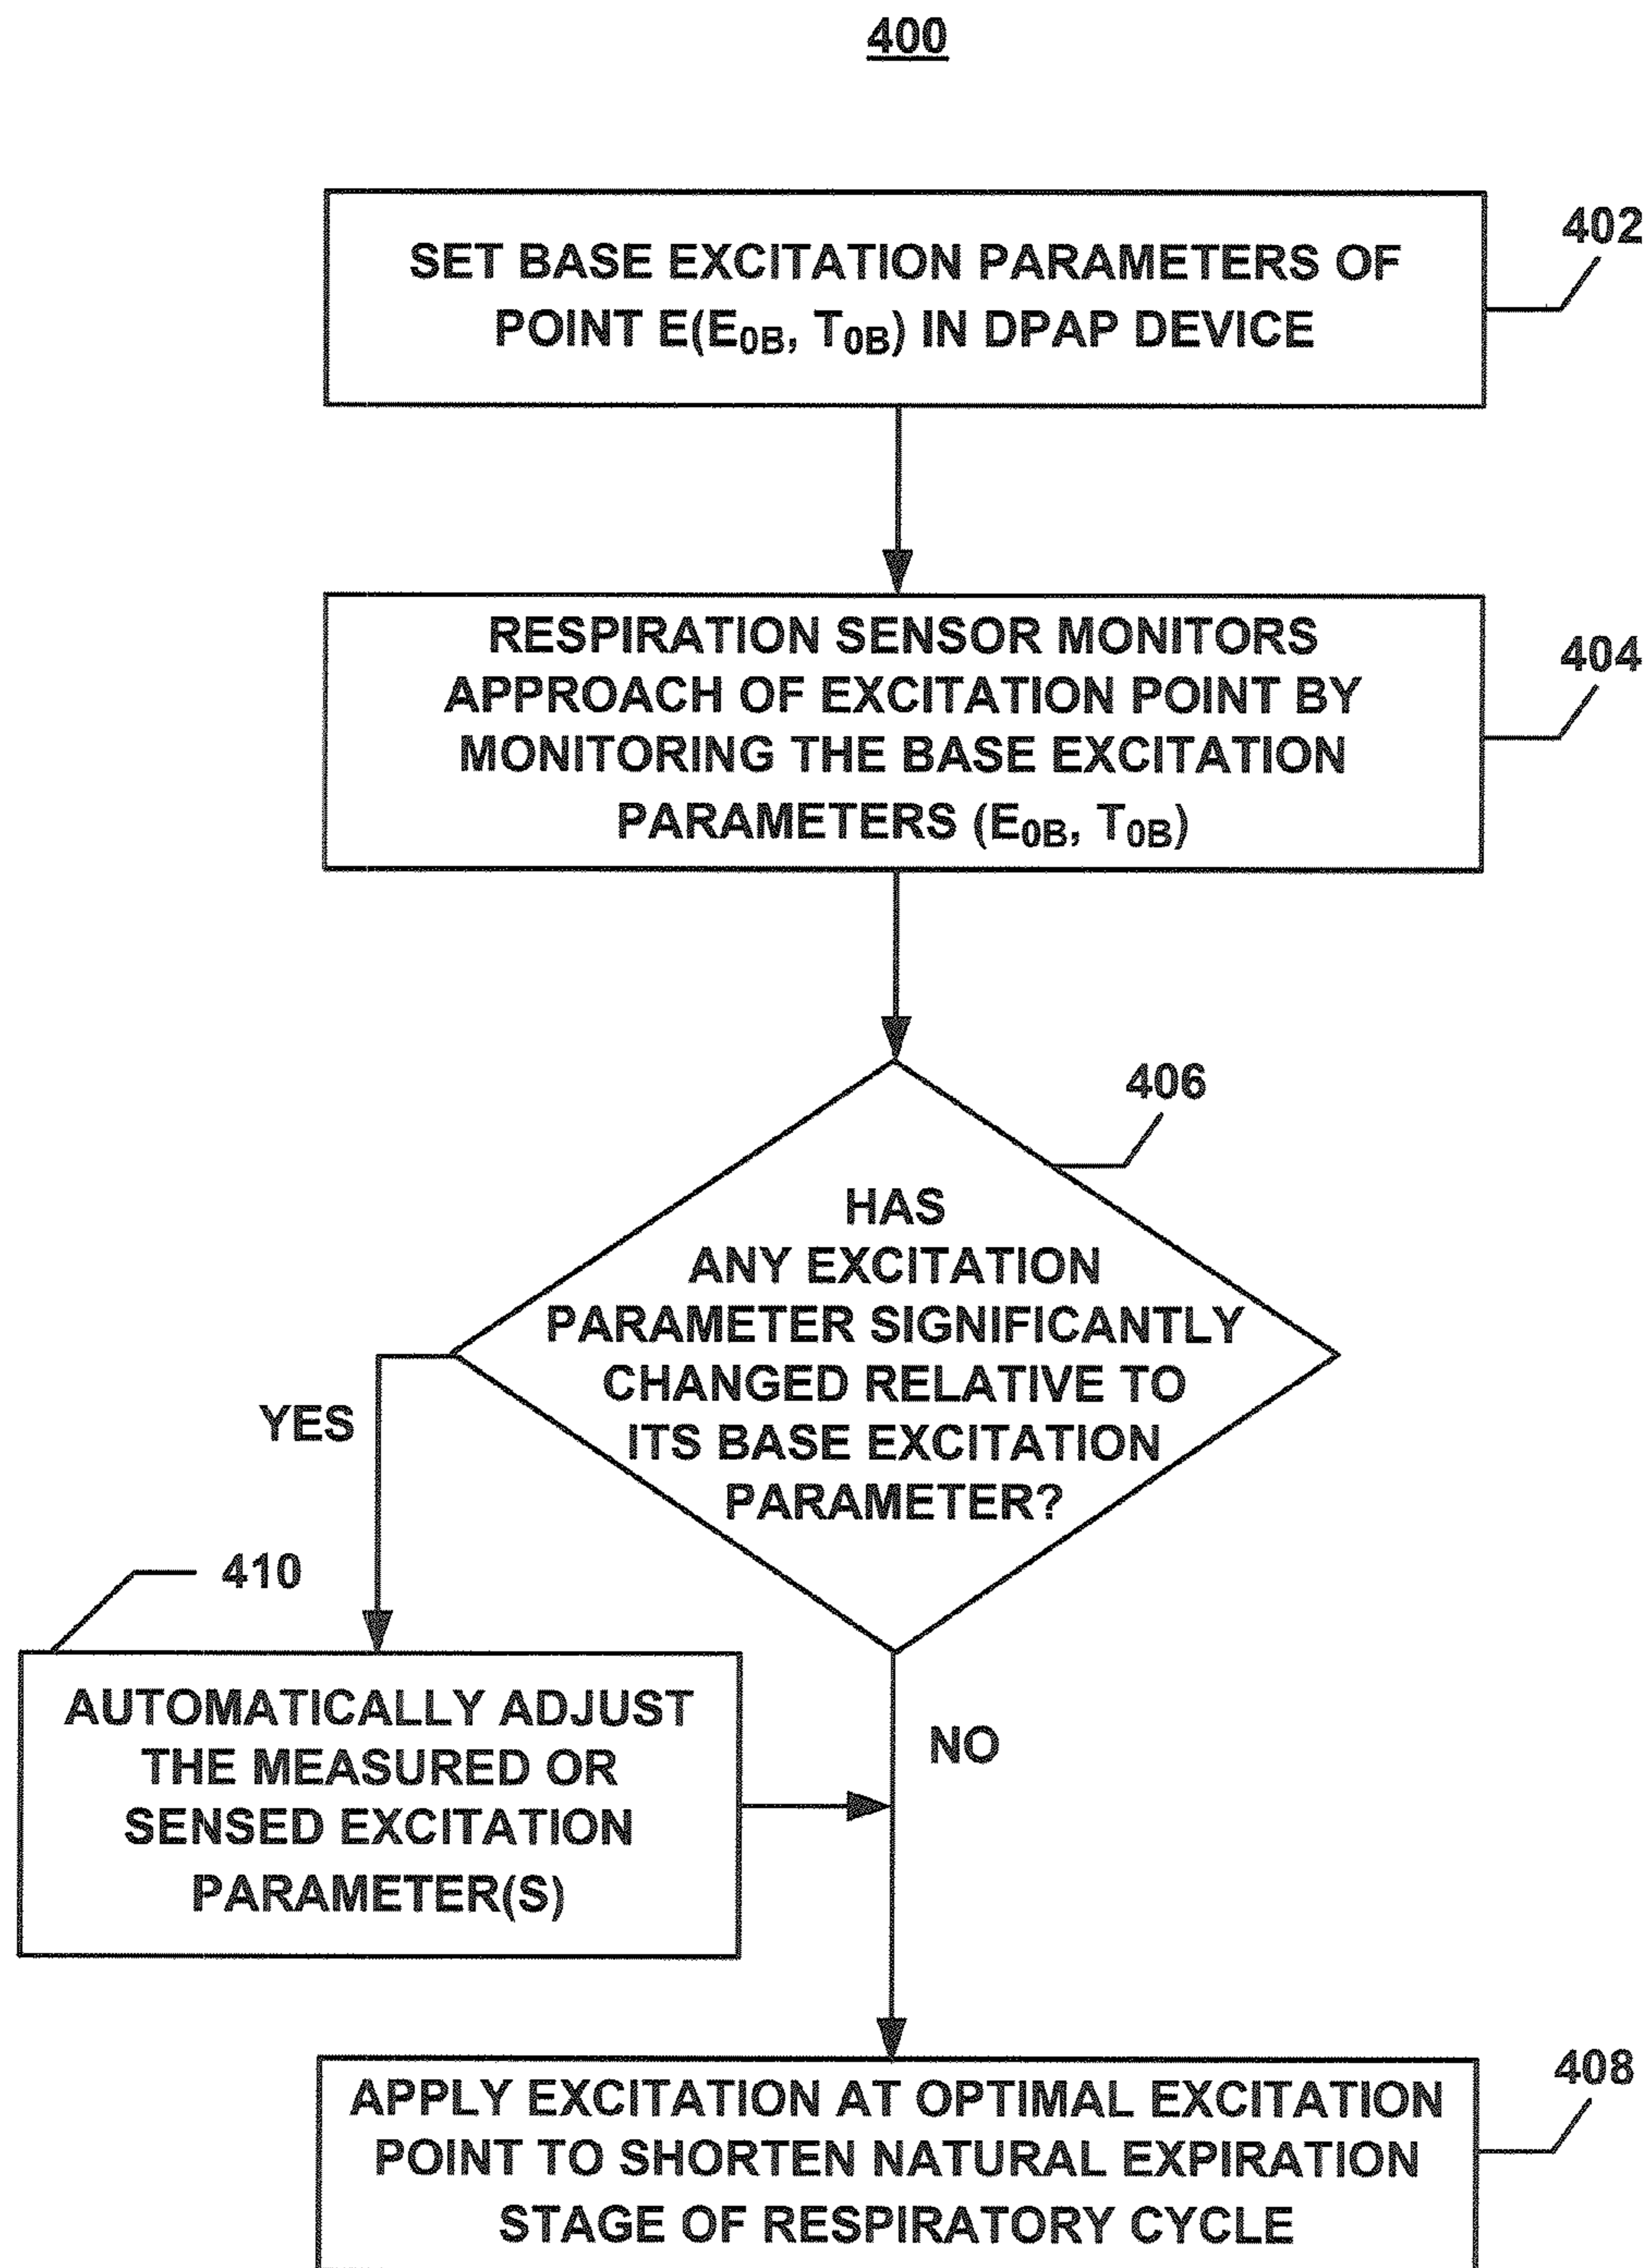 400
402
SET BASE EXCITATION PARAMETERS OF
POINT E(E0B, T0B) IN DPAP DEVICE
404
RESPIRATION SENSOR MONITORS
APPROACH OF EXCITATION POINT BY
MONITORING THE BASE EXCITATION
PARAMETERS (E0B, T0B)
406
HAS
ANY EXCITATION
PARAMETER SIGNIFICANTLY
CHANGED RELATIVE TO
ITS BASE EXCITATION
PARAMETER?
YES
410
AUTOMATICALLY ADJUST
THE MEASURED OR
SENSED EXCITATION
PARAMETER(S)
NO
408
APPLY EXCITATION AT OPTIMAL EXCITATION
POINT TO SHORTEN NATURAL EXPIRATION
STAGE OF RESPIRATORY CYCLE